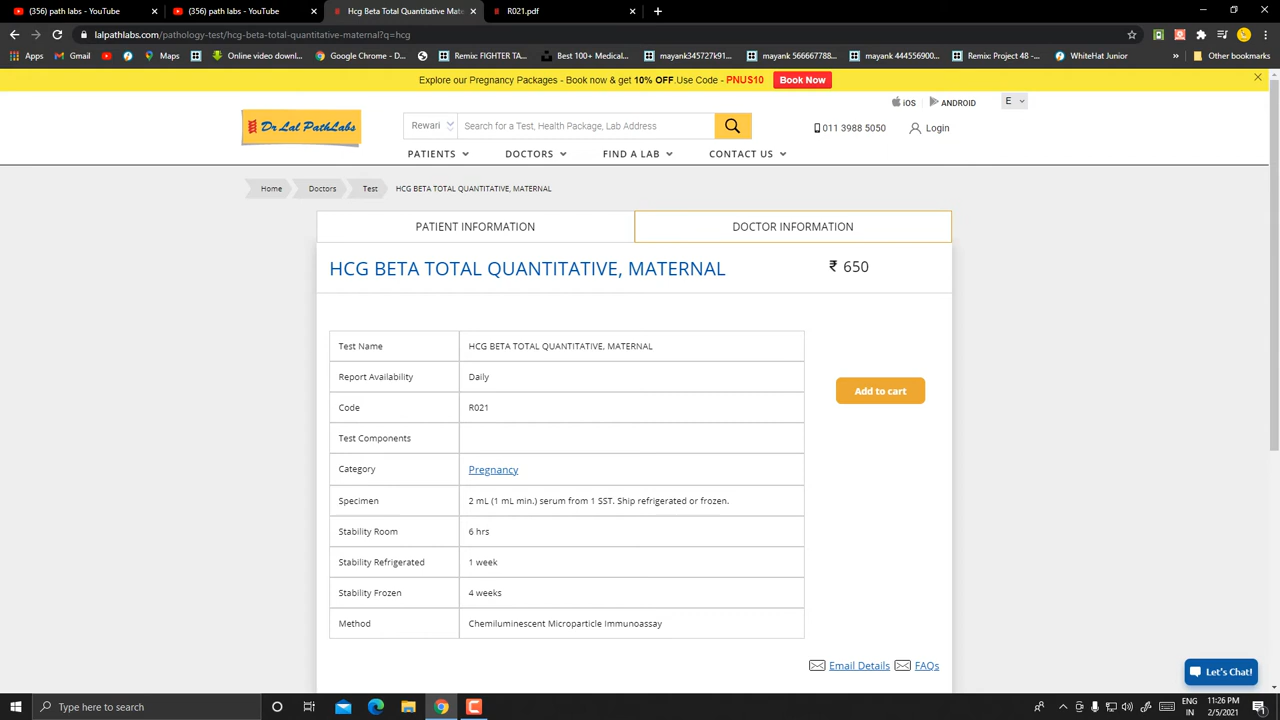 (356) path labs - YouTube
(356) path labs - YouTube
Hcg Beta Total Quantitative Mate
R021.pdf
lalpathlabs.com/pathology-test/hcg-beta-total-quantitative-maternal?q=hcg
Apps
Gmail
YouTube
Maps
Downloading
Google Chrome - D...
Remix: FIGHTER TA...
Best 100+ Medical...
mayank345727k91...
mayank 566667788...
mayank 444556900...
Remix: Project 48 -...
WhiteHat Junior
Other bookmarks
Explore our Pregnancy Packages - Book now & get 10% OFF.Use Code - PNUS10
Book Now
iOS
ANDROID
E
Dr Lal PathLabs
Rewari
Search for a Test, Health Package, Lab Address
011 3988 5050
Login
PATIENTS
DOCTORS
FIND A LAB
CONTACT US
Home
Doctors
Test
HCG BETA TOTAL QUANTITATIVE, MATERNAL
PATIENT INFORMATION
DOCTOR INFORMATION
HCG BETA TOTAL QUANTITATIVE, MATERNAL
₹ 650
Test Name
HCG BETA TOTAL QUANTITATIVE, MATERNAL
Report Availability
Daily
Code
R021
Test Components
Category
Pregnancy
Specimen
2 mL (1 mL min.) serum from 1 SST. Ship refrigerated or frozen.
Stability Room
6 hrs
Stability Refrigerated
1 week
Stability Frozen
4 weeks
Method
Chemiluminescent Microparticle Immunoassay
Add to cart
Email Details
FAQs
Let's Chat!
Type here to search
ENG
IN
11:26 PM
2/5/2021
1